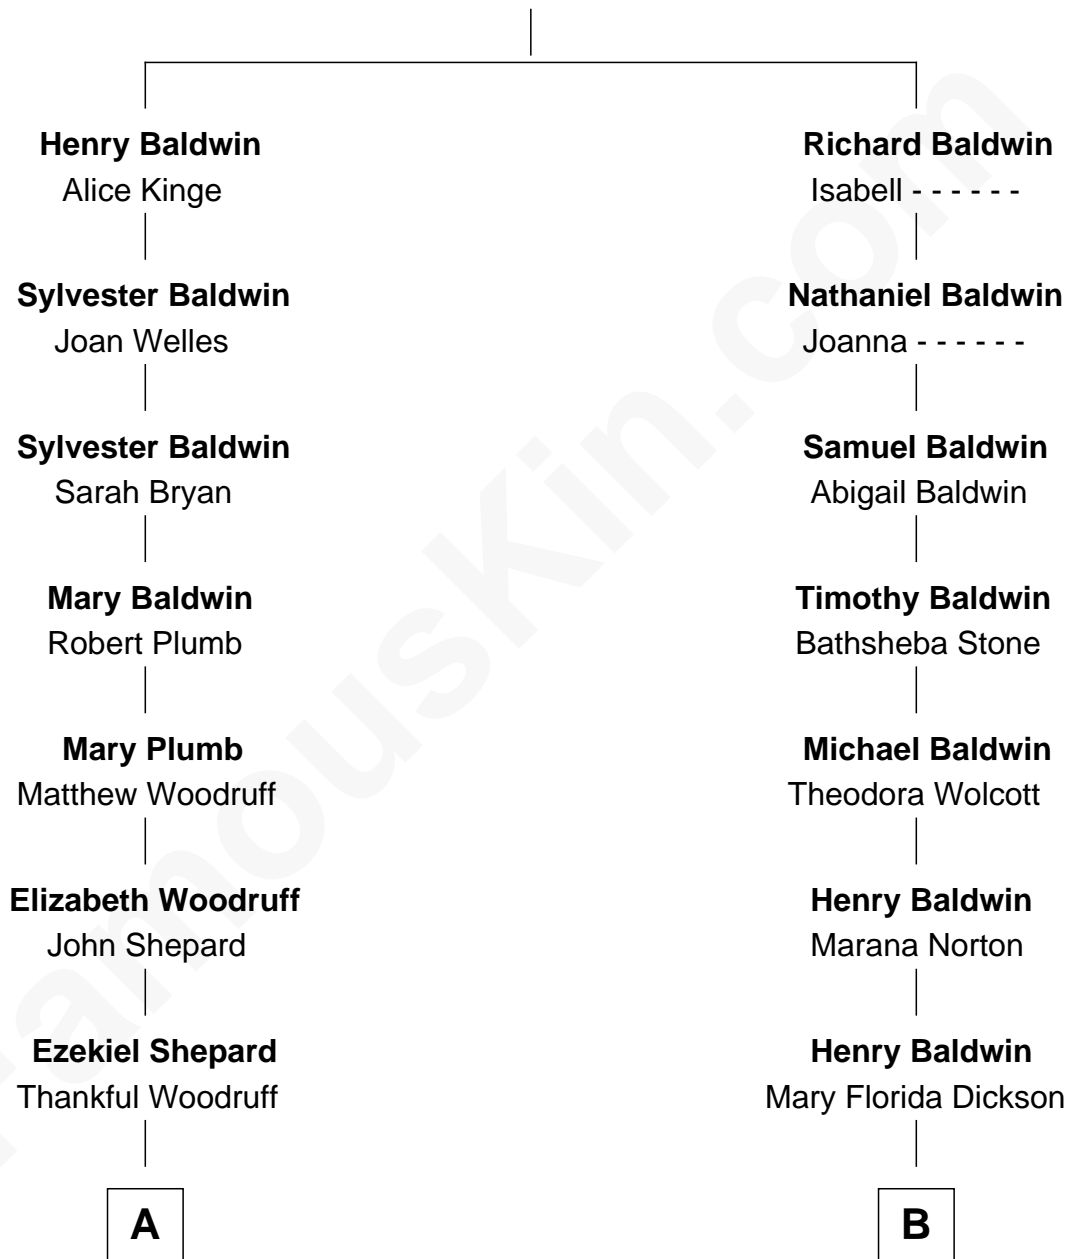 Henry Baldwin
Alice Kinge
Sylvester Baldwin
Joan Welles
Sylvester Baldwin
Sarah Bryan
Mary Baldwin
Robert Plumb
Mary Plumb
Matthew Woodruff
Elizabeth Woodruff
John Shepard
Ezekiel Shepard
Thankful Woodruff
A
Richard Baldwin
Isabell - - - - - -
Nathaniel Baldwin
Joanna - - - - - -
Samuel Baldwin
Abigail Baldwin
Timothy Baldwin
Bathsheba Stone
Michael Baldwin
Theodora Wolcott
Henry Baldwin
Marana Norton
Henry Baldwin
Mary Florida Dickson
B
FamousKin.com